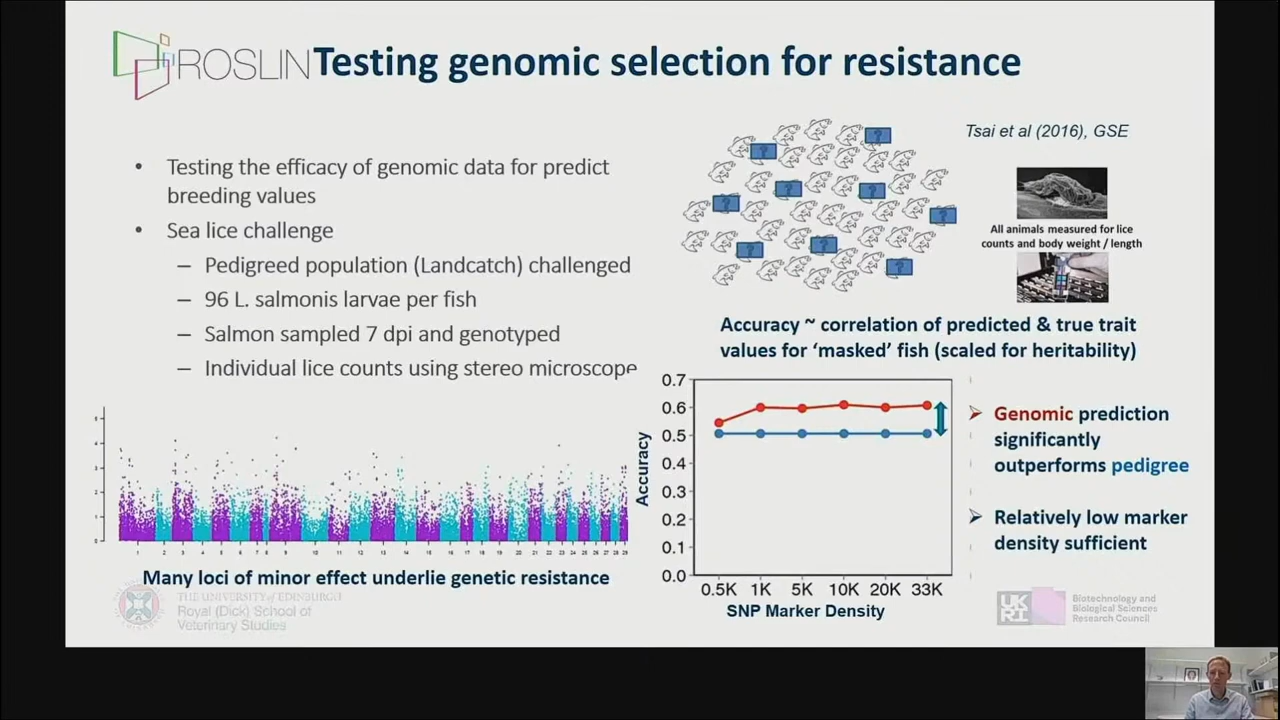 ROSLIN
Testing genomic selection for resistance
• Testing the efficacy of genomic data for predict
breeding values
• Sea lice challenge
– Pedigreed population (Landcatch) challenged
– 96 L. salmonis larvae per fish
– Salmon sampled 7 dpi and genotyped
– Individual lice counts using stereo microscope
Tsai et al (2016), GSE
? ? ? ? ? ? ? ? ?
All animals measured for lice
counts and body weight / length
Accuracy ~ correlation of predicted & true trait
values for ‘masked’ fish (scaled for heritability)
Many loci of minor effect underlie genetic resistance
Accuracy
0.7
0.6
0.5
0.4
0.3
0.2
0.1
0.0
0.5K 1K 5K 10K 20K 33K
SNP Marker Density
Genomic prediction
significantly
outperforms pedigree
Relatively low marker
density sufficient
THE UNIVERSITY of EDINBURGH
Royal (Dick) School of
Veterinary Studies
UK
RI
Biotechnology and
Biological Sciences
Research Council